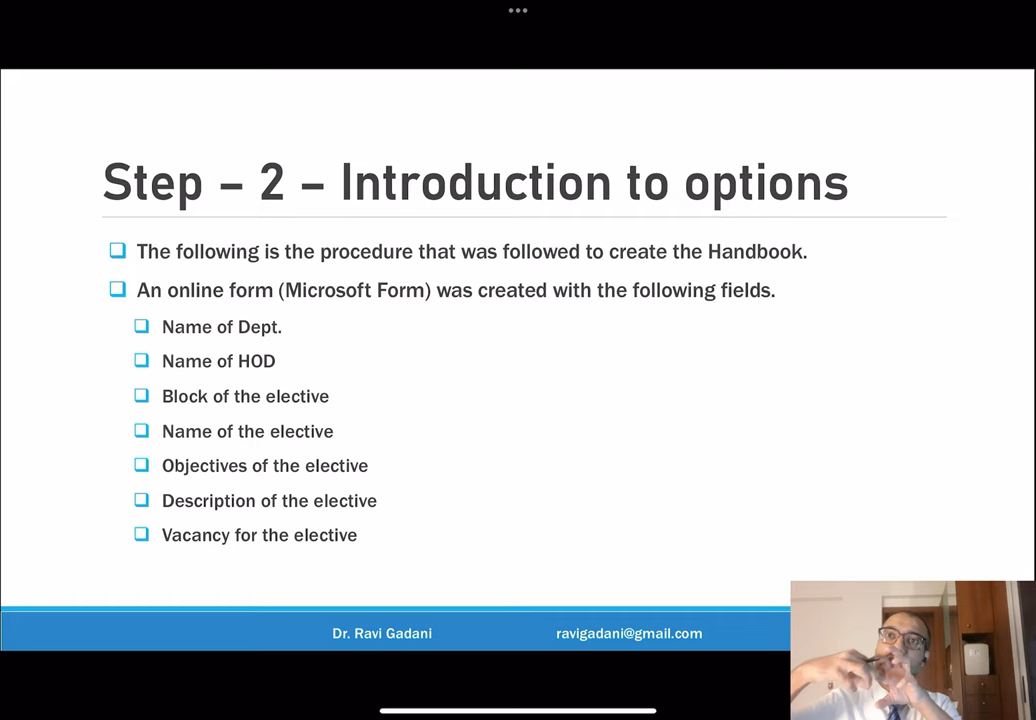 Step – 2 – Introduction to options
The following is the procedure that was followed to create the Handbook.
An online form (Microsoft Form) was created with the following fields.
Name of Dept.
Name of HOD
Block of the elective
Name of the elective
Objectives of the elective
Description of the elective
Vacancy for the elective
Dr. Ravi Gadani ravigadani@gmail.com